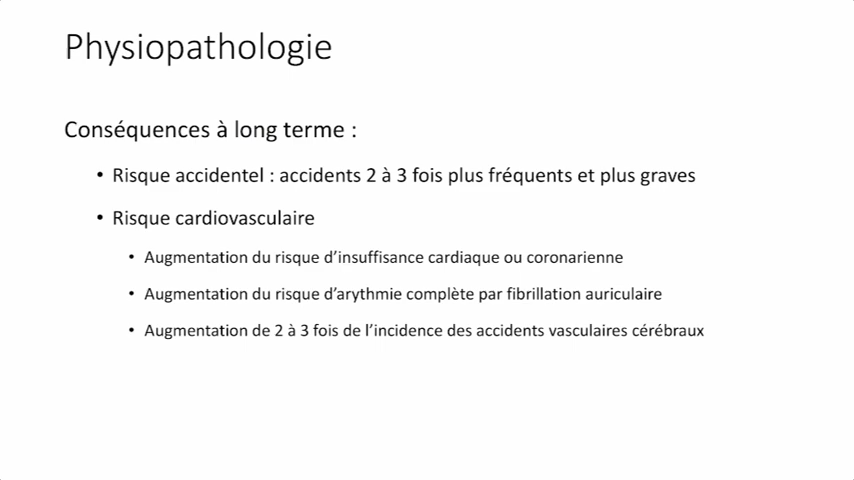 Physiopathologie
Conséquences à long terme :
• Risque accidentel : accidents 2 à 3 fois plus fréquents et plus graves
• Risque cardiovasculaire
• Augmentation du risque d’insuffisance cardiaque ou coronarienne
• Augmentation du risque d’arythmie complète par fibrillation auriculaire
• Augmentation de 2 à 3 fois de l’incidence des accidents vasculaires cérébraux